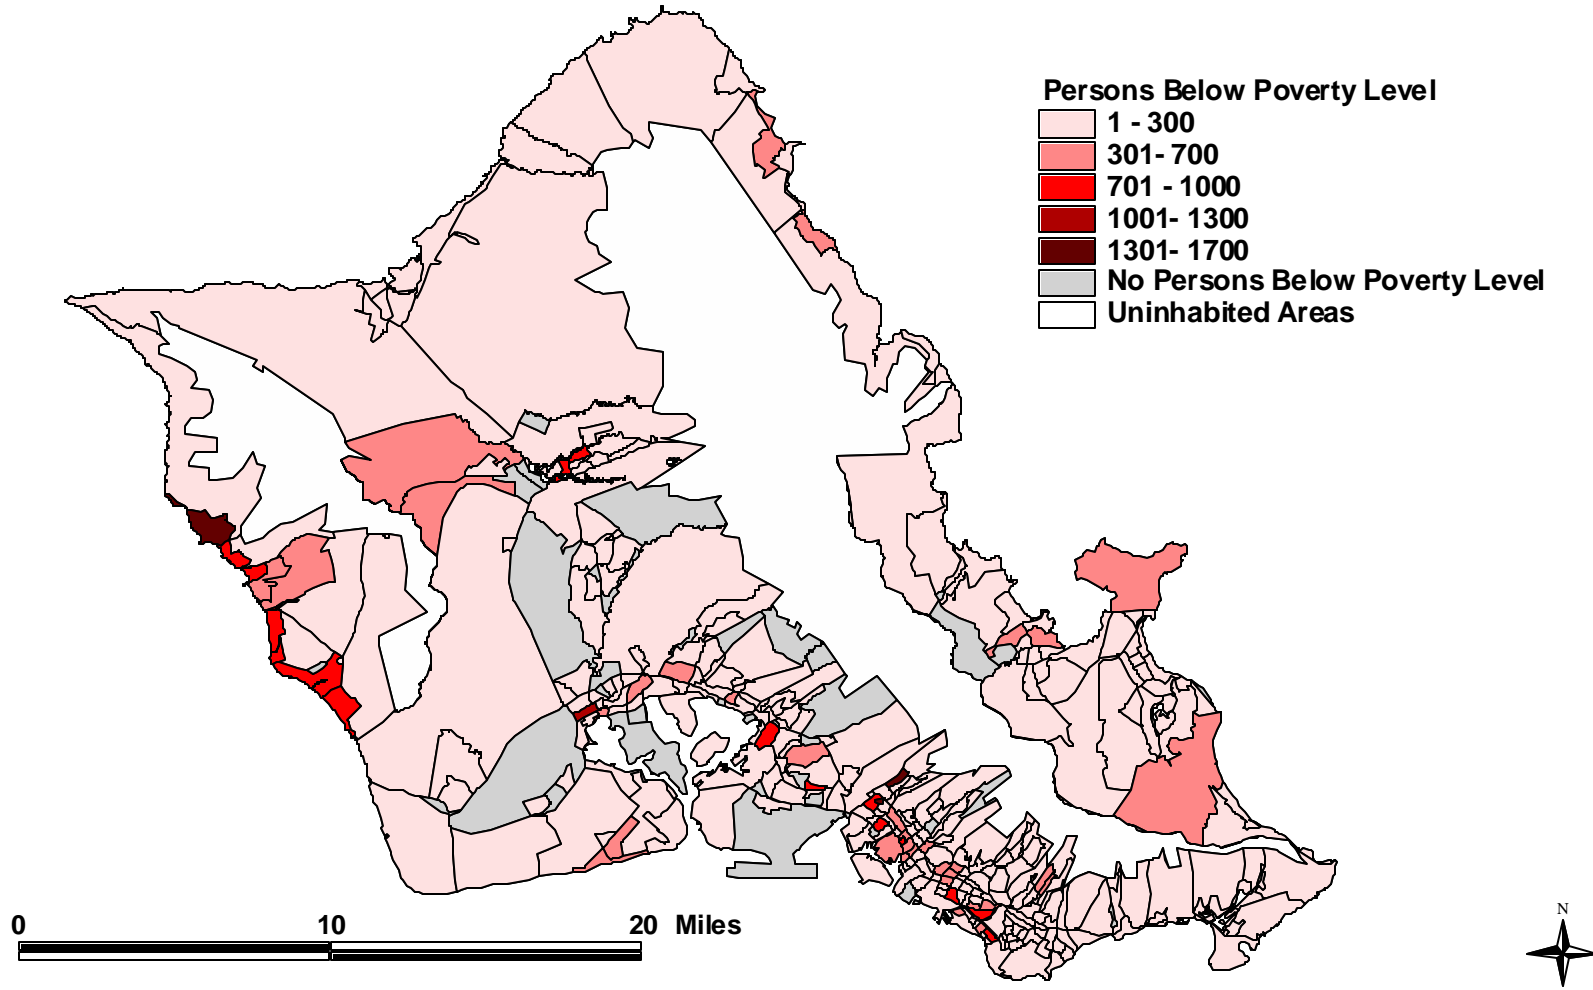 Persons Below Poverty Level
1 - 300
301- 700
701 - 1000
1001- 1300
1301- 1700
No Persons Below Poverty Level
Uninhabited Areas
0 10 20 Miles
N